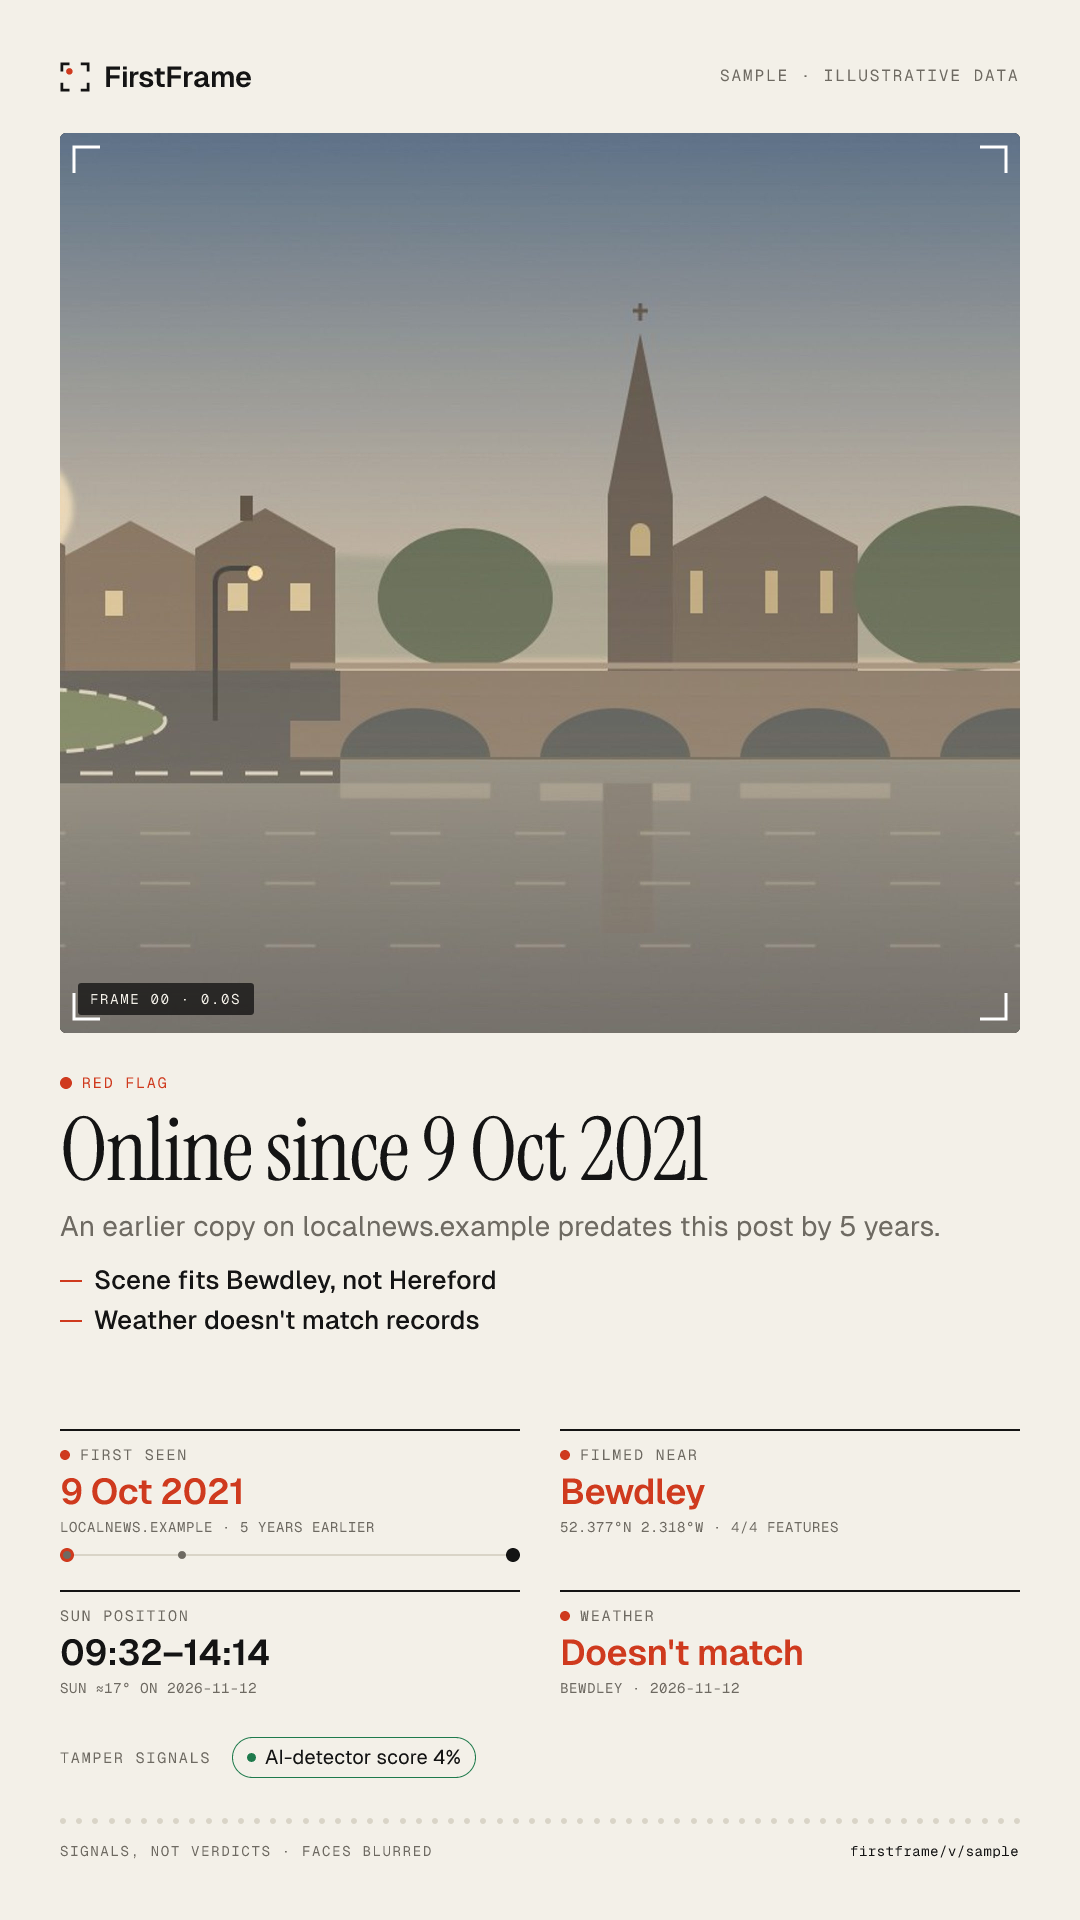 FirstFrame
SAMPLE · ILLUSTRATIVE DATA
FRAME 00 · 0.0S
RED FLAG
Online since 9 Oct 2021
An earlier copy on localnews.example predates this post by 5 years.
— Scene fits Bewdley, not Hereford
— Weather doesn't match records
FIRST SEEN
9 Oct 2021
LOCALNEWS.EXAMPLE · 5 YEARS EARLIER
FILMED NEAR
Bewdley
52.377°N 2.318°W · 4/4 FEATURES
SUN POSITION
09:32–14:14
SUN ≈17° ON 2026-11-12
WEATHER
Doesn't match
BEWDLEY · 2026-11-12
TAMPER SIGNALS
AI-detector score 4%
SIGNALS, NOT VERDICTS · FACES BLURRED
firstframe/v/sample